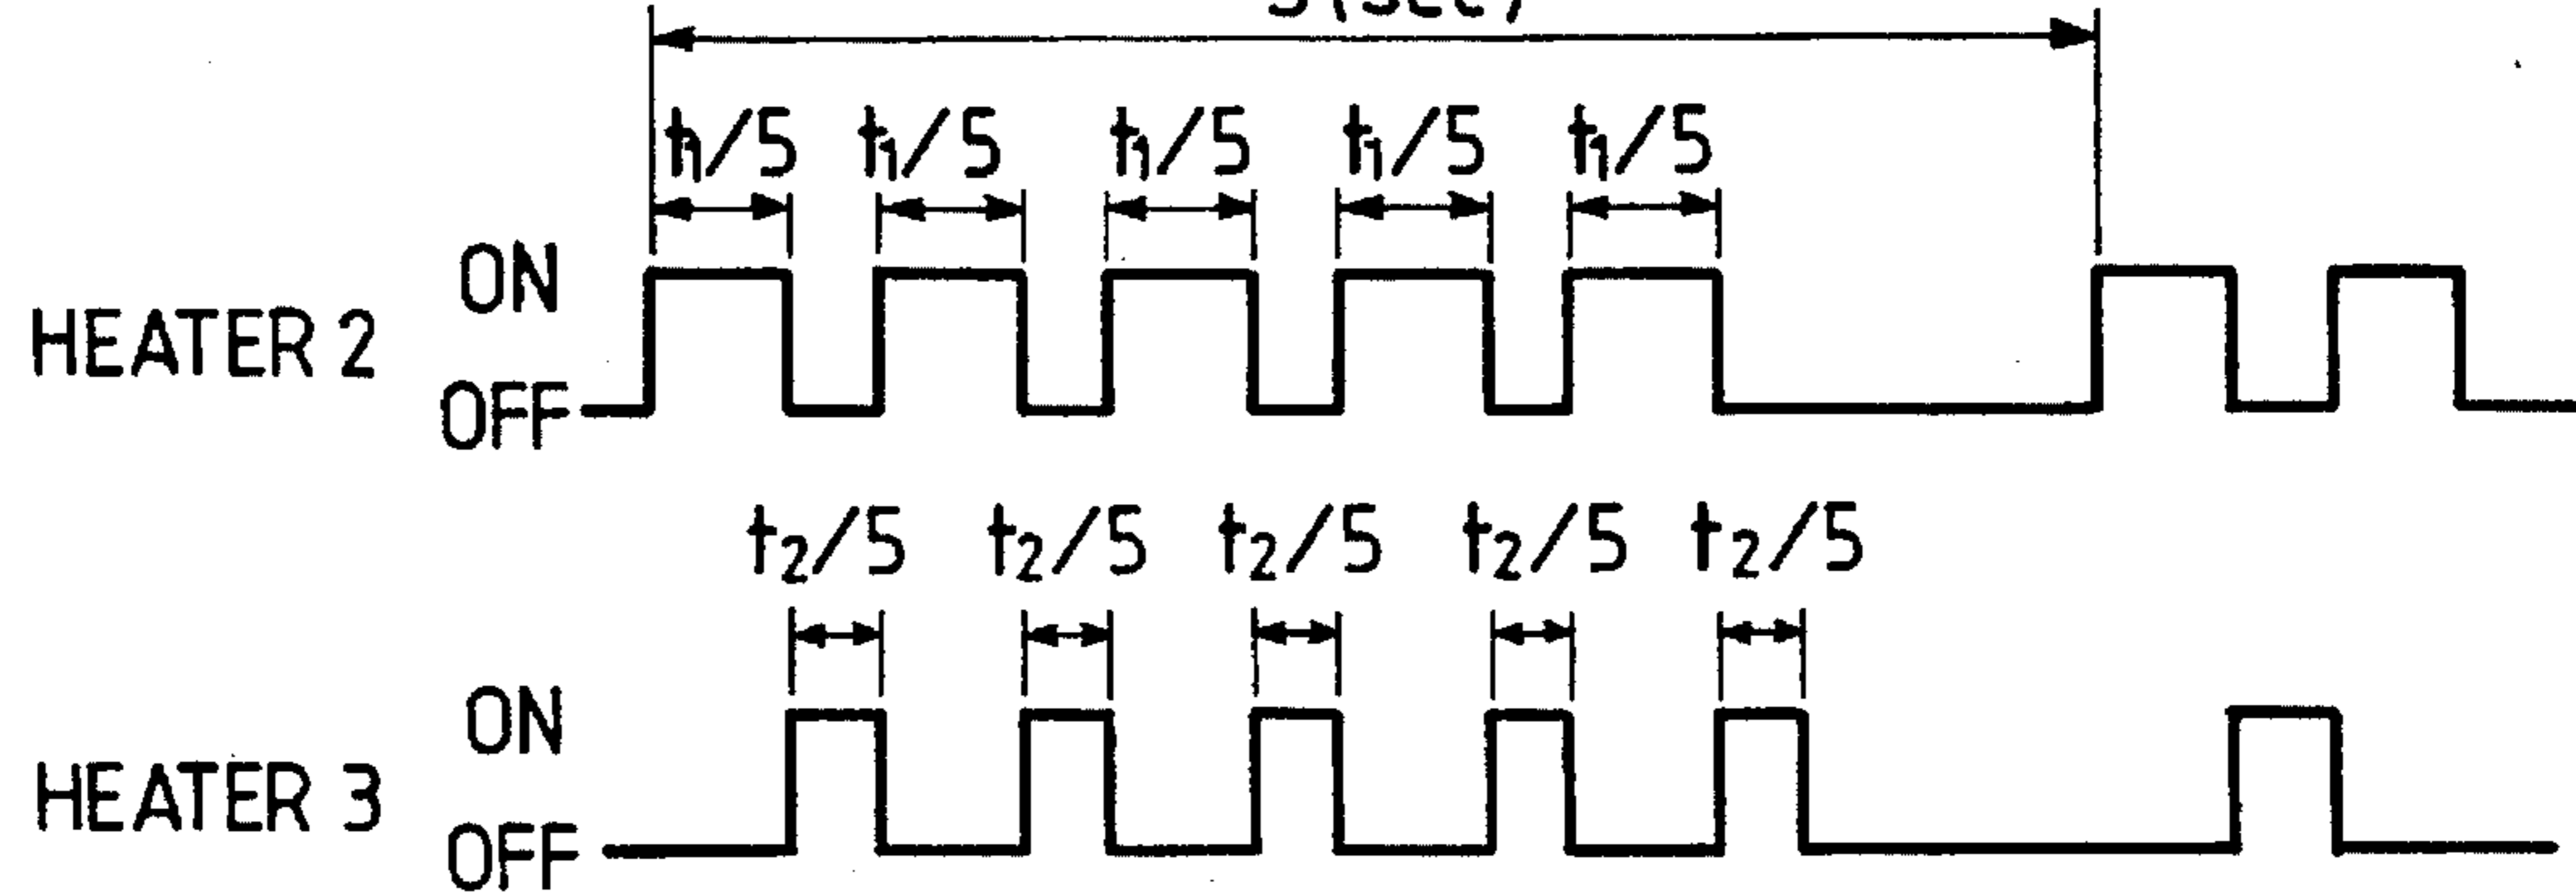 t1/5 t1/5 t1/5 t1/5 t1/5
ON
HEATER 2
OFF
t2/5 t2/5 t2/5 t2/5 t2/5
ON
HEATER 3
OFF